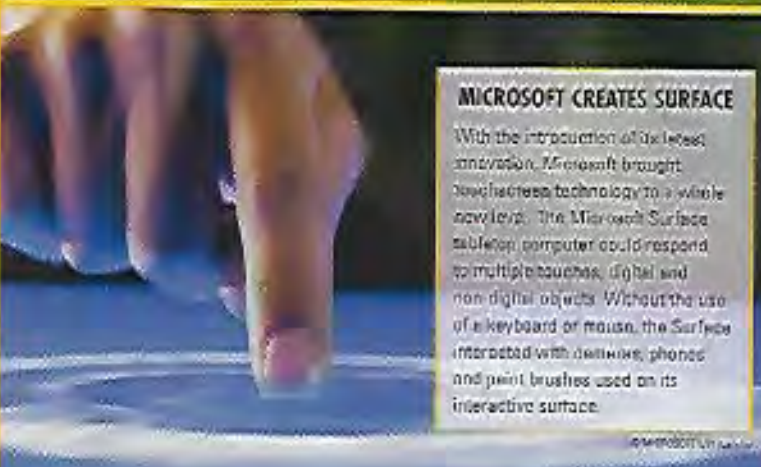 MICROSOFT CREATES SURFACE
With the introduction of its latest
innovation, Microsoft brought
touchscreen technology to a whole
new level. The Microsoft Surface
tabletop computer could respond
to multiple touches, digital and
non-digital objects. Without the use
of a keyboard or mouse, the Surface
interacted with cameras, phones
and paint brushes used on its
interactive surface.